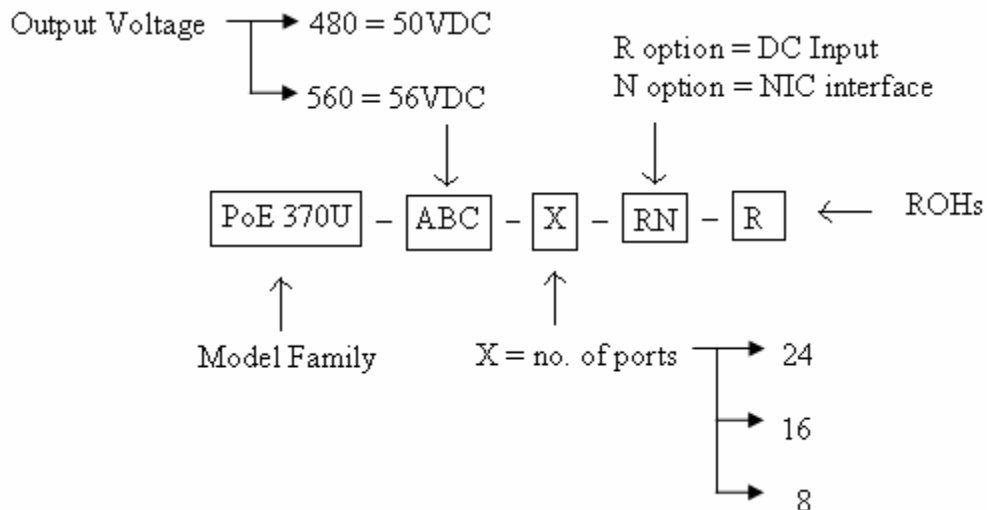 Output Voltage
480 = 50VDC
560 = 56VDC
R option = DC Input
N option = NIC interface
PoE 370U - ABC - X - RN - R
ROHs
Model Family
X = no. of ports
24
16
8